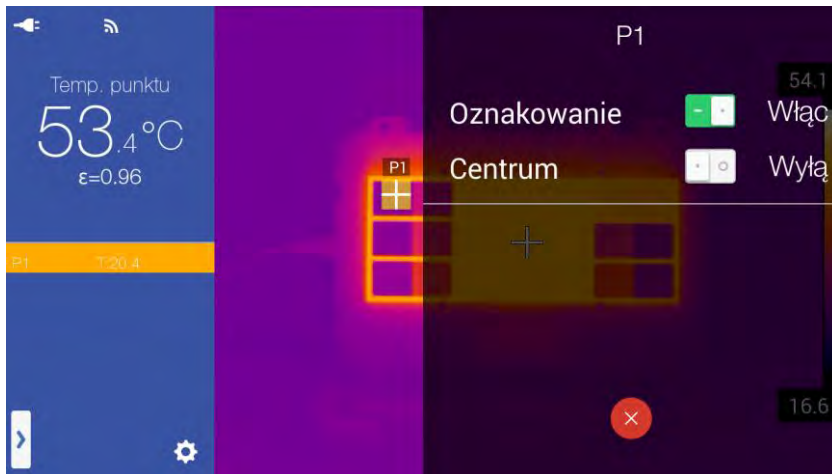 Temp. punktu
53.4°C
ε=0.96
P1 T:20.4
P1
P1
Oznakowanie Włąc
Centrum Wyłą
54.1
16.6